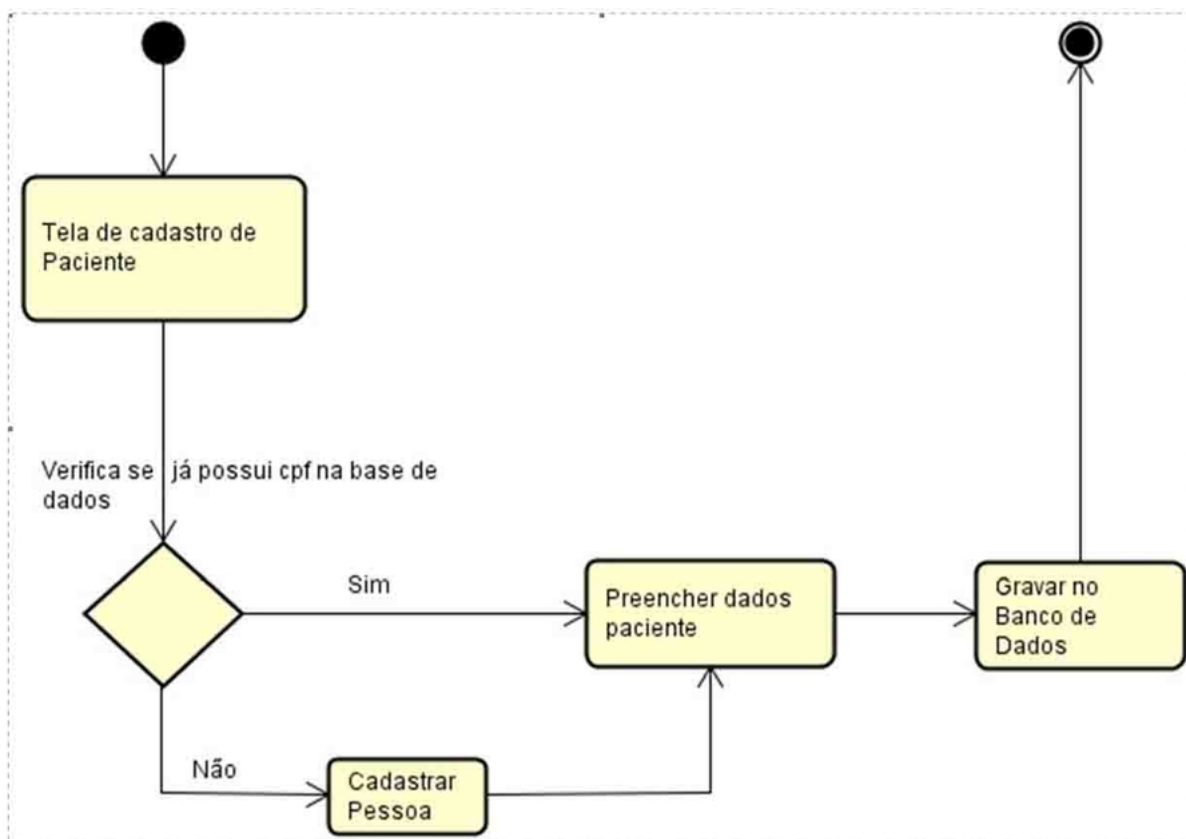 Tela de cadastro de
Paciente
Verifica se já possui cpf na base de
dados
Sim
Preencher dados
paciente
Gravar no
Banco de
Dados
Não
Cadastrar
Pessoa